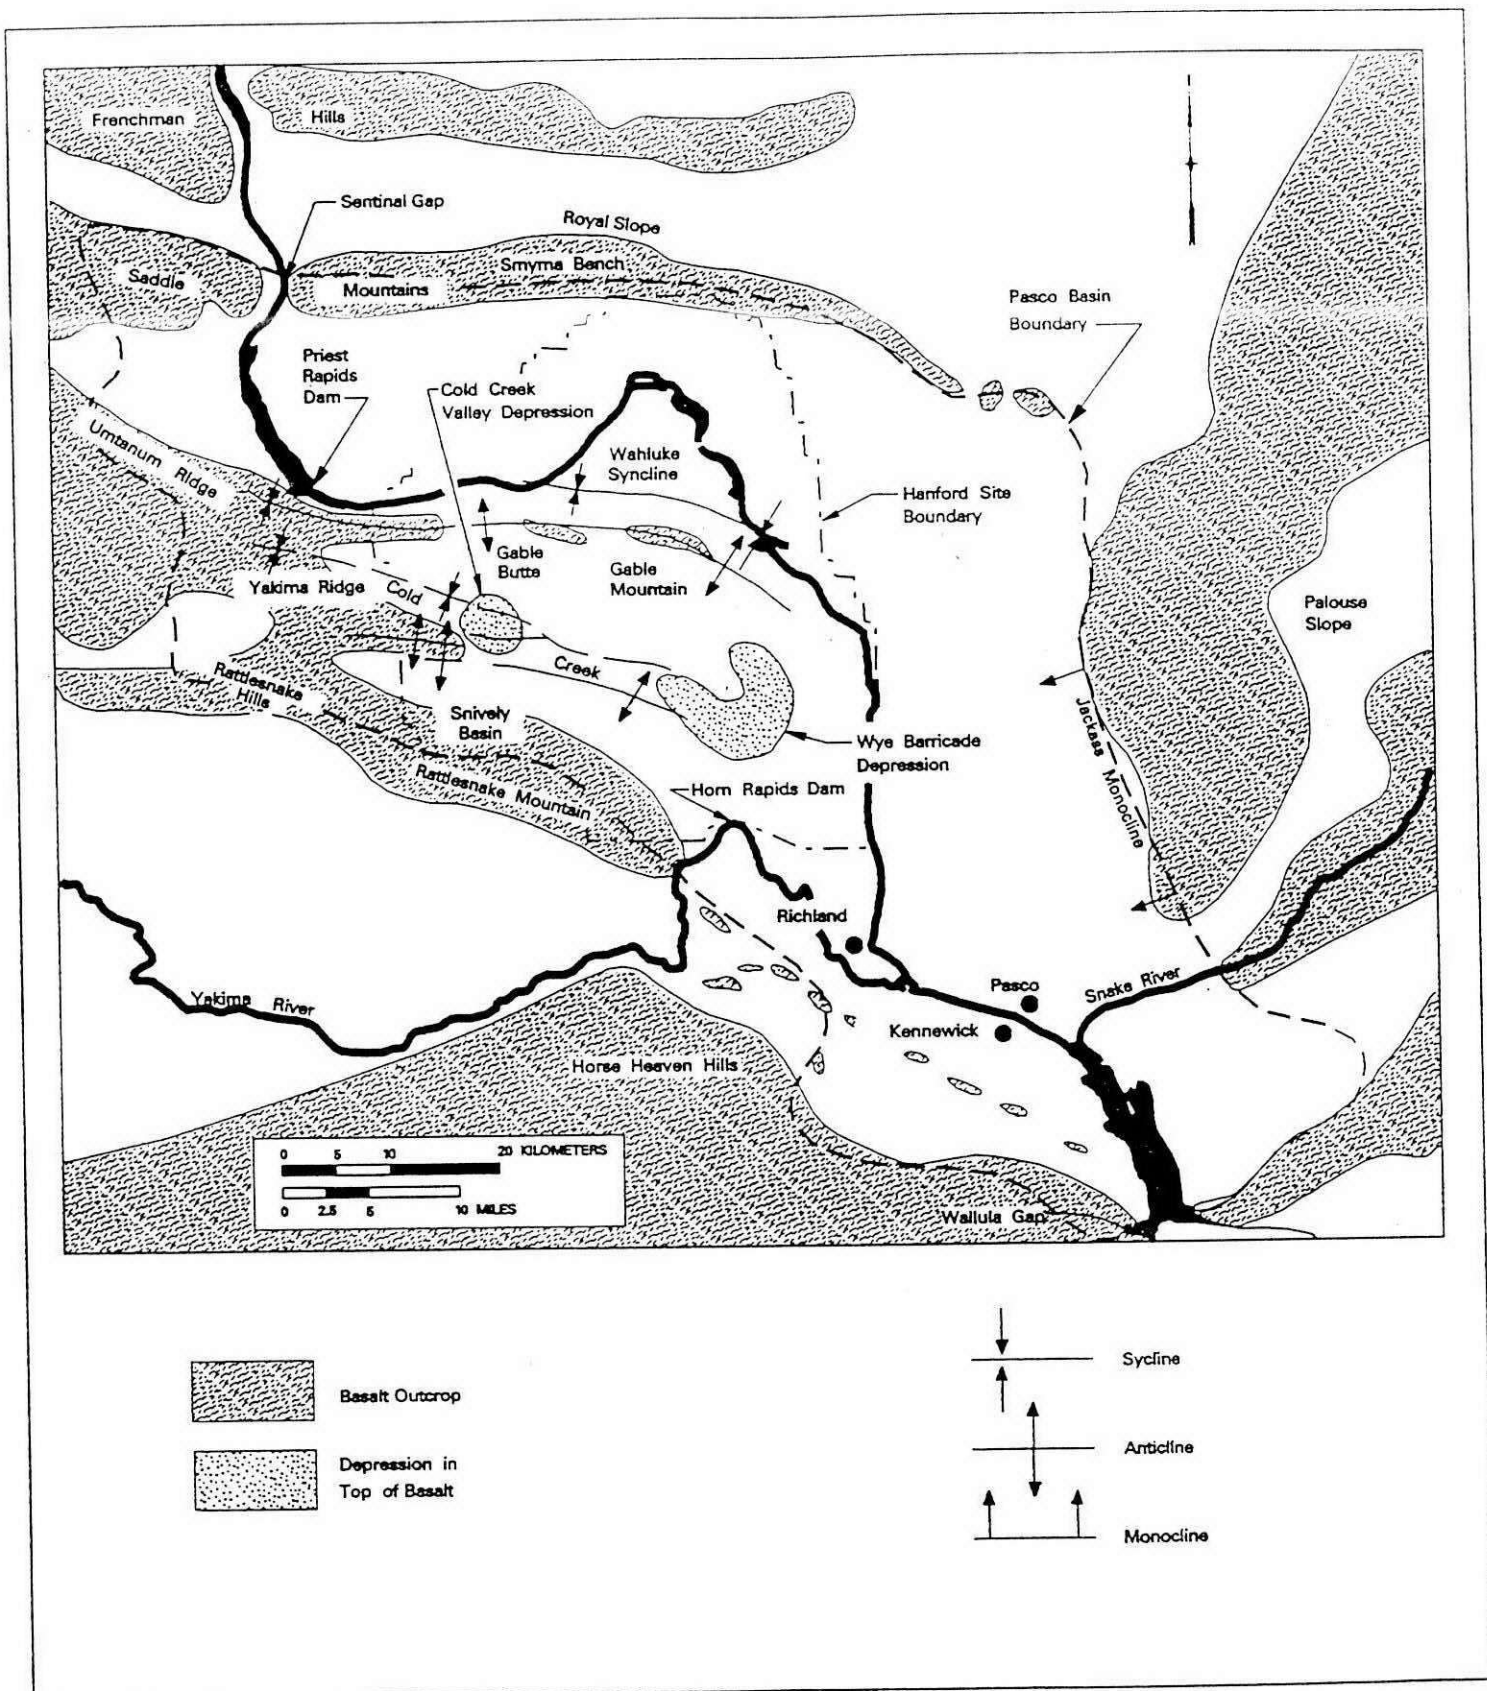 Frenchman
Hills
Sentinal Gap
Royal Slope
Saddle
Mountains
Smyrna Bench
Pasco Basin
Boundary
Priest
Rapids
Dam
Cold Creek
Valley Depression
Umtanum Ridge
Wahluke
Syncline
Hanford Site
Boundary
Gable
Butte
Gable
Mountain
Yakima Ridge
Cold
Creek
Palouse
Slope
Rattlesnake
Hills
Snively
Basin
Jackass Monocline
Wye Barricade
Depression
Rattlesnake Mountain
Horn Rapids Dam
Richland
Yakima River
Pasco
Snake River
Kennewick
Horse Heaven Hills
0 5 10 20 KILOMETERS
0 2.5 5 10 MILES
Wallula Gap
Basalt Outcrop
Depression in
Top of Basalt
Sycline
Anticline
Monocline